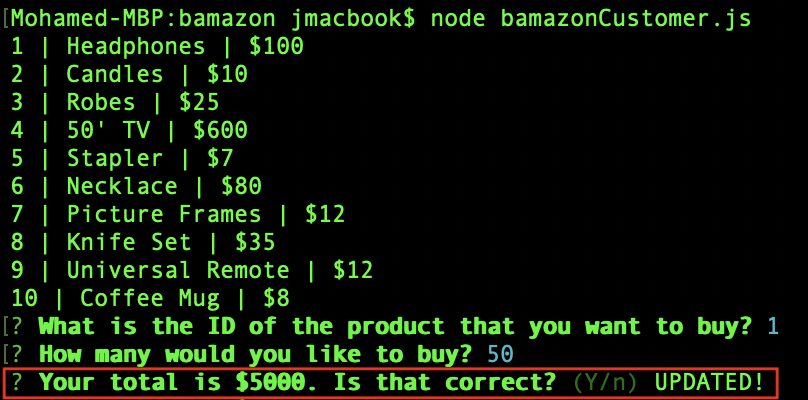 [Mohamed-MBP:bamazon jmacbook$ node bamazonCustomer.js
1 | Headphones | $100
2 | Candles | $10
3 | Robes | $25
4 | 50' TV | $600
5 | Stapler | $7
6 | Necklace | $80
7 | Picture Frames | $12
8 | Knife Set | $35
9 | Universal Remote | $12
10 | Coffee Mug | $8
[? What is the ID of the product that you want to buy? 1
[? How many would you like to buy? 50
? Your total is $5000. Is that correct? (Y/n) UPDATED!